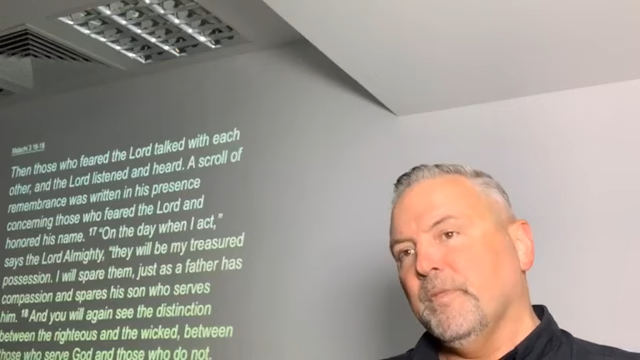 Malachi 3:16-18
Then those who feared the Lord talked with each
other, and the Lord listened and heard. A scroll of
remembrance was written in his presence
concerning those who feared the Lord and
honored his name. 17 “On the day when I act,”
says the Lord Almighty, “they will be my treasured
possession. I will spare them, just as a father has
compassion and spares his son who serves
him. 18 And you will again see the distinction
between the righteous and the wicked, between
those who serve God and those who do not.